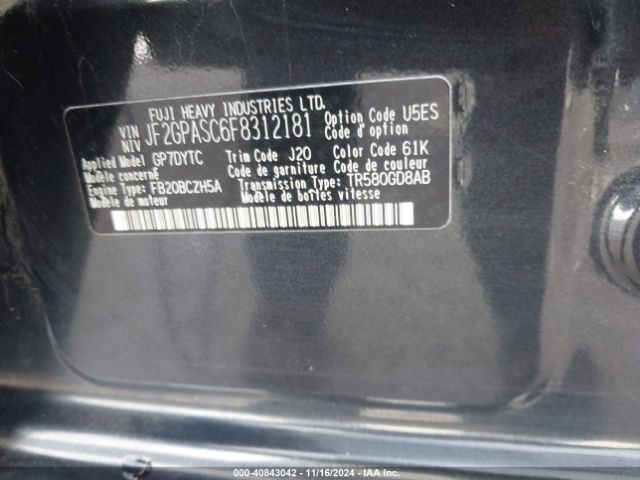 FUJI HEAVY INDUSTRIES LTD.
VIN
NIV JF2GPASC6F8312181 Option Code U5ES
Code d'option
Applied Model GP7DYTC Trim Code J20 Color Code 61K
Modèle concerné Code de garniture Code de couleur
Engine Type: FB20BCZH5A Transmission Type: TR580GD8AB
Modèle de moteur Modèle de boîtes vitesse
000-40843042 — 11/16/2024 — IAA, INC.